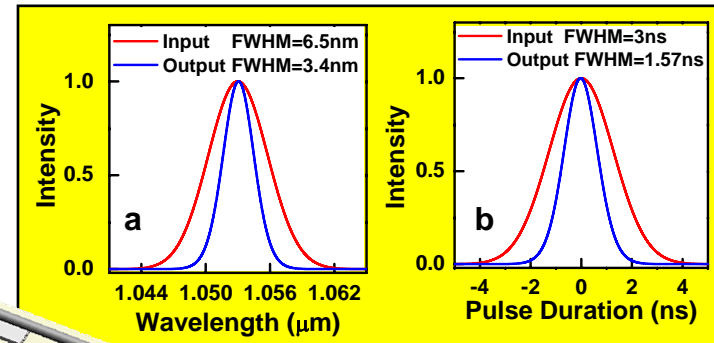 Input FWHM=6.5nm
Output FWHM=3.4nm
1.0
0.5
0.0
Intensity
a
1.044 1.050 1.056 1.062
Wavelength (μm)
Input FWHM=3ns
Output FWHM=1.57ns
1.0
0.5
0.0
Intensity
b
-4 -2 0 2 4
Pulse Duration (ns)